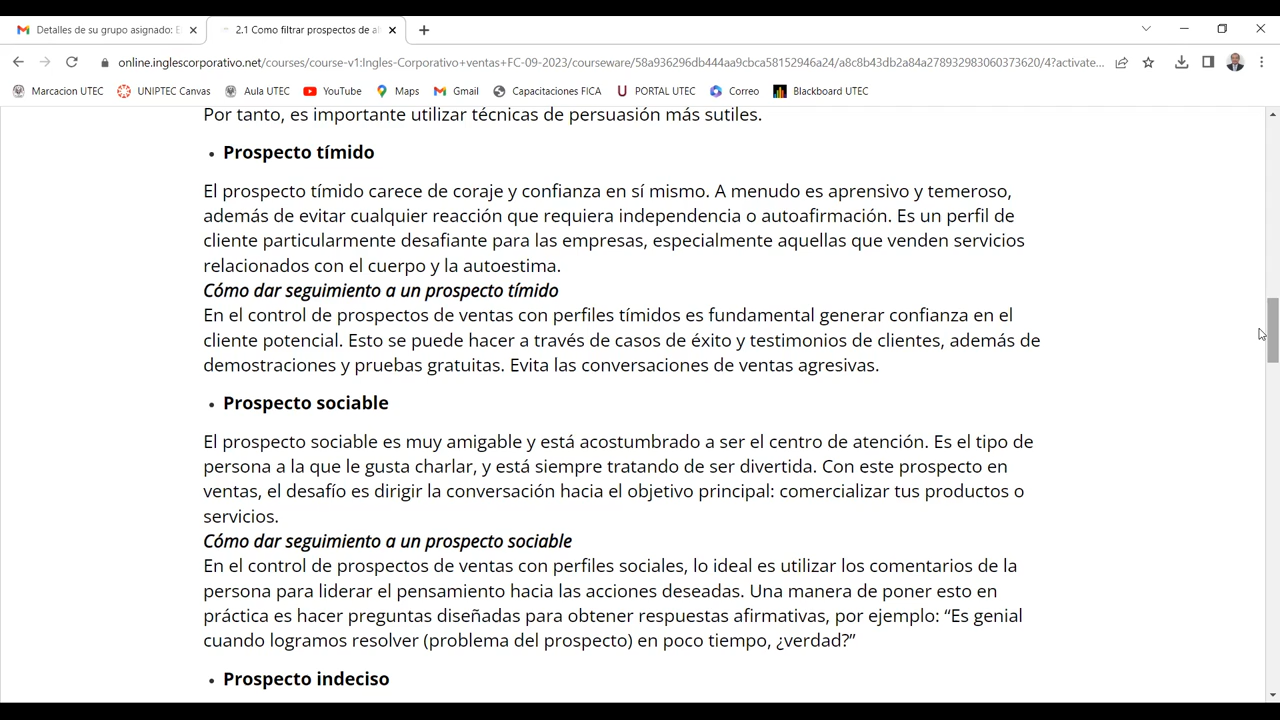 Detalles de su grupo asignado: E
2.1 Como filtrar prospectos de al
online.inglescorporativo.net/courses/course-v1:Ingles-Corporativo+ventas+FC-09-2023/courseware/58a936296db444aa9cbca58152946a24/a8c8b43db2a84a278932983060373620/4?activate...
Marcacion UTEC UNIPTEC Canvas Aula UTEC YouTube Maps Gmail Capacitaciones FICA PORTAL UTEC Correo Blackboard UTEC
Por tanto, es importante utilizar técnicas de persuasión más sutiles.
• Prospecto tímido
El prospecto tímido carece de coraje y confianza en sí mismo. A menudo es aprensivo y temeroso,
además de evitar cualquier reacción que requiera independencia o autoafirmación. Es un perfil de
cliente particularmente desafiante para las empresas, especialmente aquellas que venden servicios
relacionados con el cuerpo y la autoestima.
Cómo dar seguimiento a un prospecto tímido
En el control de prospectos de ventas con perfiles tímidos es fundamental generar confianza en el
cliente potencial. Esto se puede hacer a través de casos de éxito y testimonios de clientes, además de
demostraciones y pruebas gratuitas. Evita las conversaciones de ventas agresivas.
• Prospecto sociable
El prospecto sociable es muy amigable y está acostumbrado a ser el centro de atención. Es el tipo de
persona a la que le gusta charlar, y está siempre tratando de ser divertida. Con este prospecto en
ventas, el desafío es dirigir la conversación hacia el objetivo principal: comercializar tus productos o
servicios.
Cómo dar seguimiento a un prospecto sociable
En el control de prospectos de ventas con perfiles sociales, lo ideal es utilizar los comentarios de la
persona para liderar el pensamiento hacia las acciones deseadas. Una manera de poner esto en
práctica es hacer preguntas diseñadas para obtener respuestas afirmativas, por ejemplo: “Es genial
cuando logramos resolver (problema del prospecto) en poco tiempo, ¿verdad?”
• Prospecto indeciso